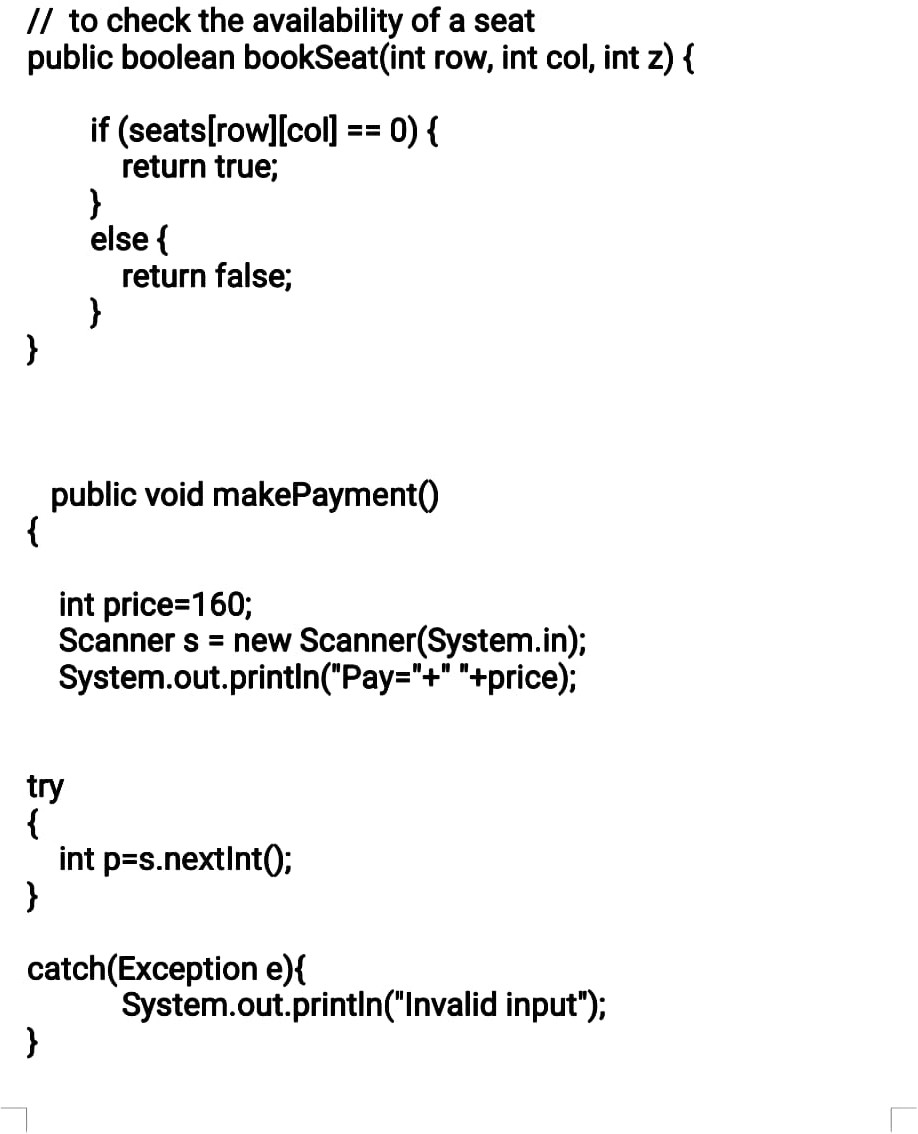 //  to check the availability of a seat
public boolean bookSeat(int row, int col, int z) {
if (seats[row][col] == 0) {
return true;
}
else {
return false;
}
}
public void makePayment()
{
int price=160;
Scanner s = new Scanner(System.in);
System.out.println("Pay="+" "+price);
try
{
int p=s.nextInt();
}
catch(Exception e){
System.out.println("Invalid input");
}